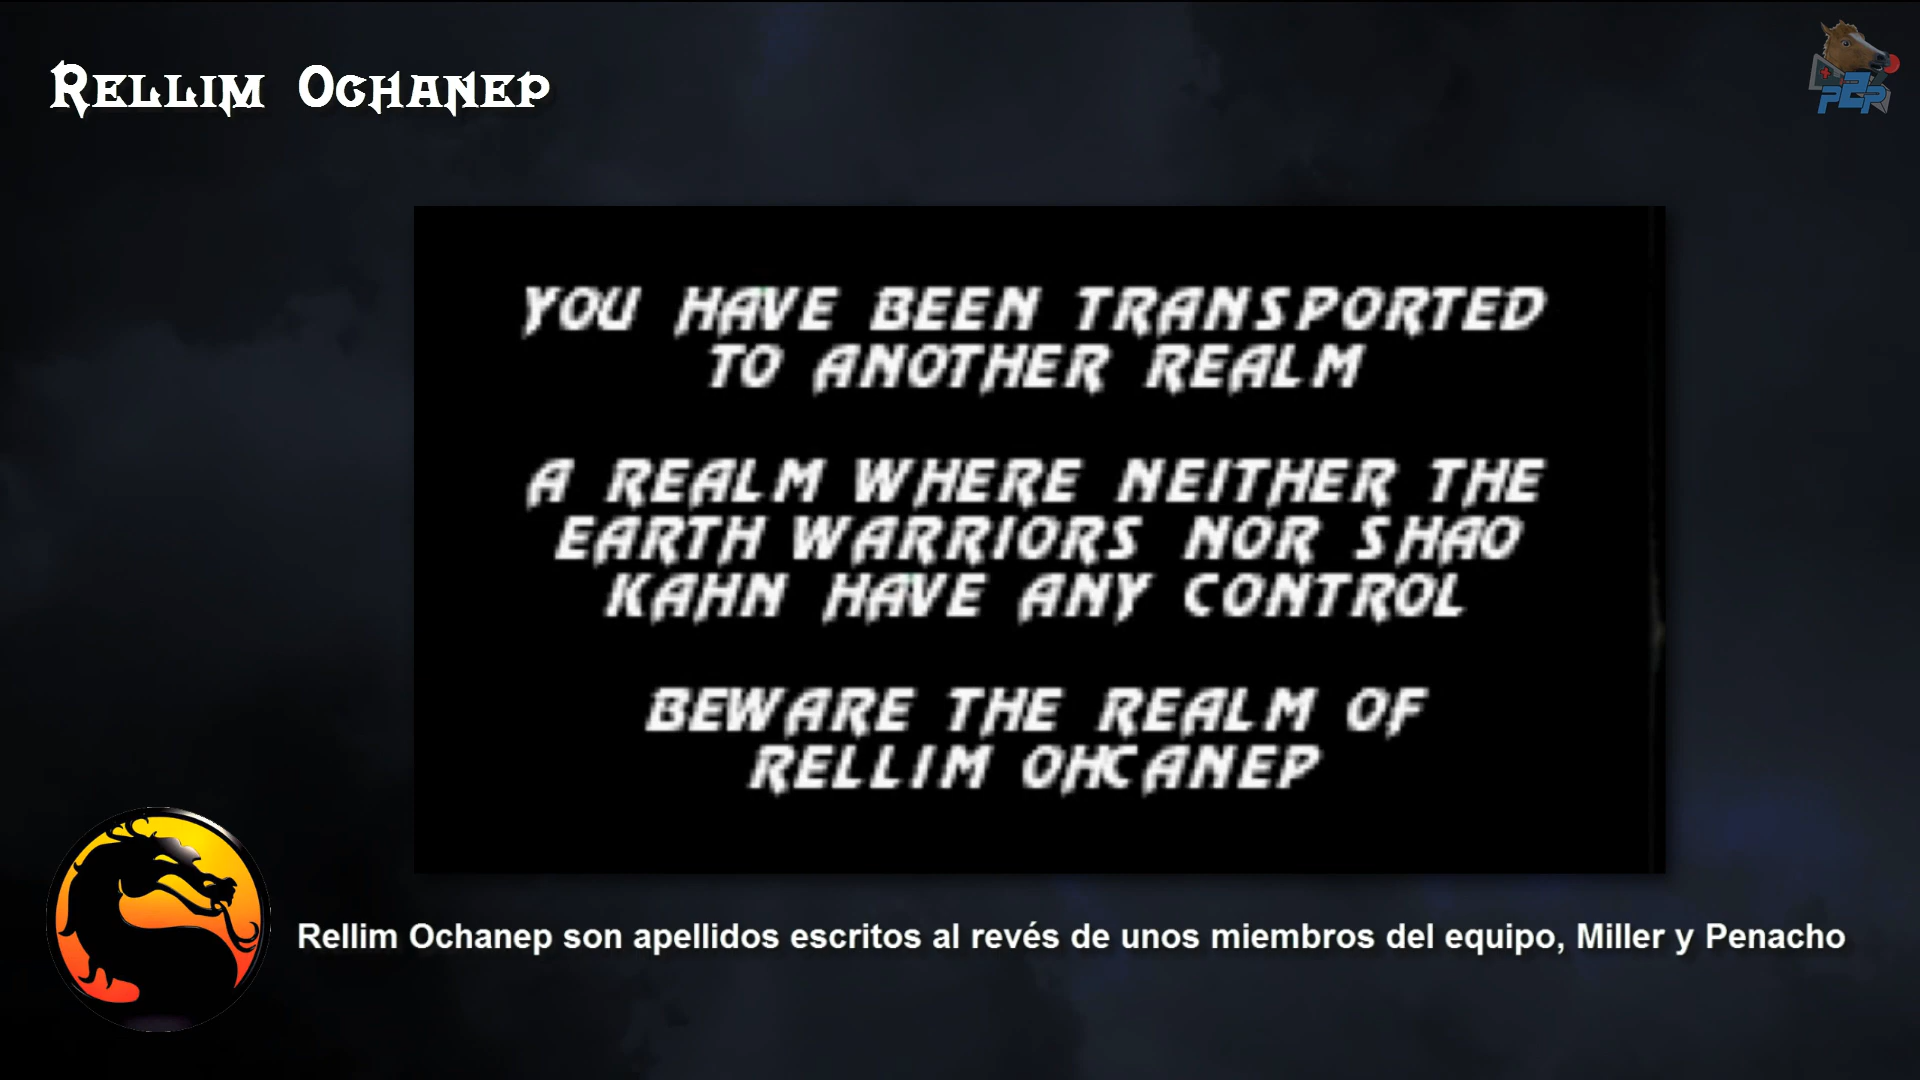 Rellim Ochanep
YOU HAVE BEEN TRANSPORTED
TO ANOTHER REALM
A REALM WHERE NEITHER THE
EARTH WARRIORS NOR SHAO
KAHN HAVE ANY CONTROL
BEWARE THE REALM OF
RELLIM OHCANEP
Rellim Ochanep son apellidos escritos al revés de unos miembros del equipo, Miller y Penacho